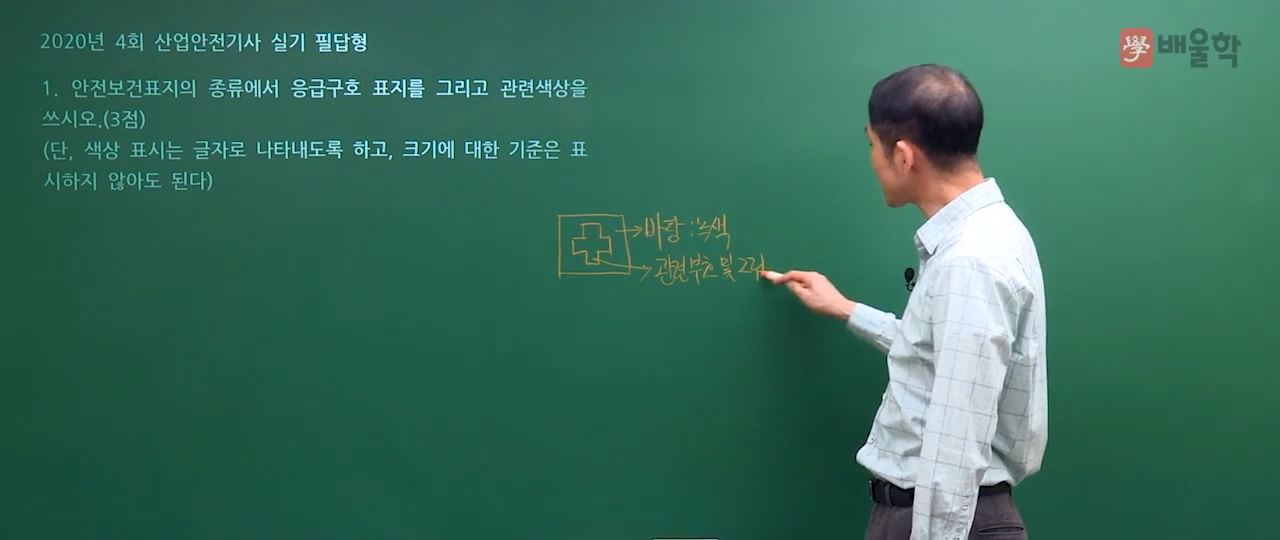 學 배울학
2020년 4회 산업안전기사 실기 필답형
1. 안전보건표지의 종류에서 응급구호 표지를 그리고 관련색상을
쓰시오.(3점)
(단, 색상 표시는 글자로 나타내도록 하고, 크기에 대한 기준은 표
시하지 않아도 된다)
바탕 : 녹색
관련부호 및 그림